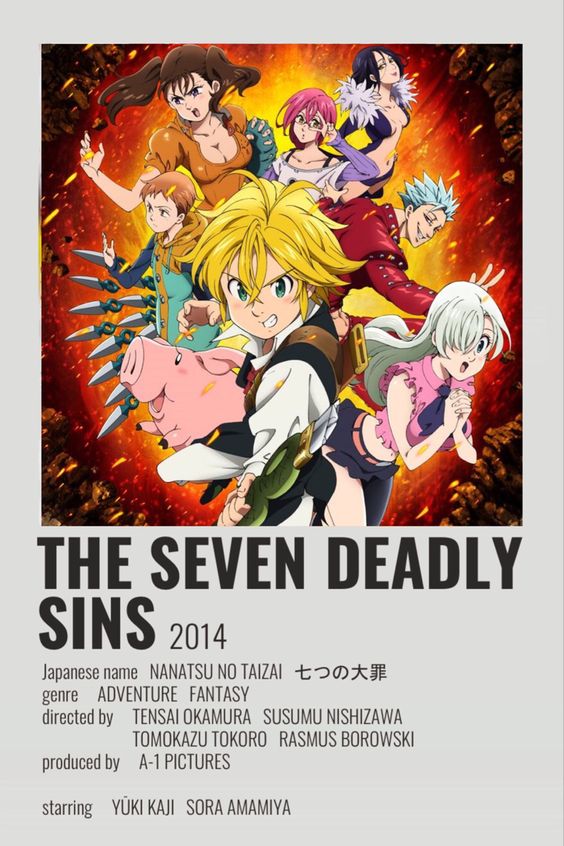 THE SEVEN DEADLY
SINS 2014
Japanese name NANATSU NO TAIZAI 七つの大罪
genre ADVENTURE FANTASY
directed by TENSAI OKAMURA SUSUMU NISHIZAWA
TOMOKAZU TOKORO RASMUS BOROWSKI
produced by A-1 PICTURES
starring YŪKI KAJI SORA AMAMIYA